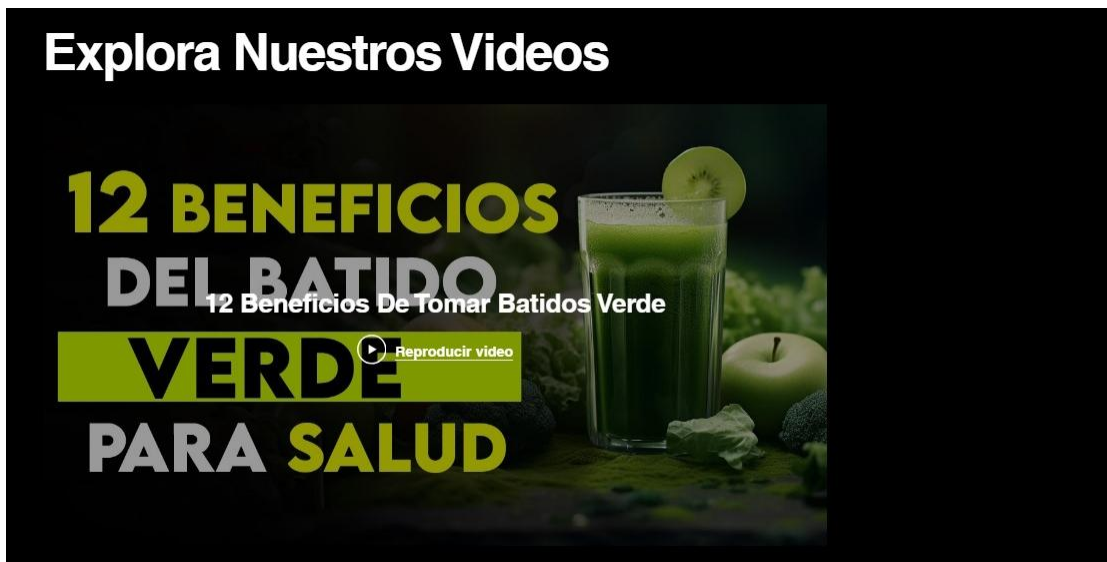 Explora Nuestros Videos
12 BENEFICIOS
DEL BATIDO
12 Beneficios De Tomar Batidos Verde
VERDE
Reproducir video
PARA SALUD